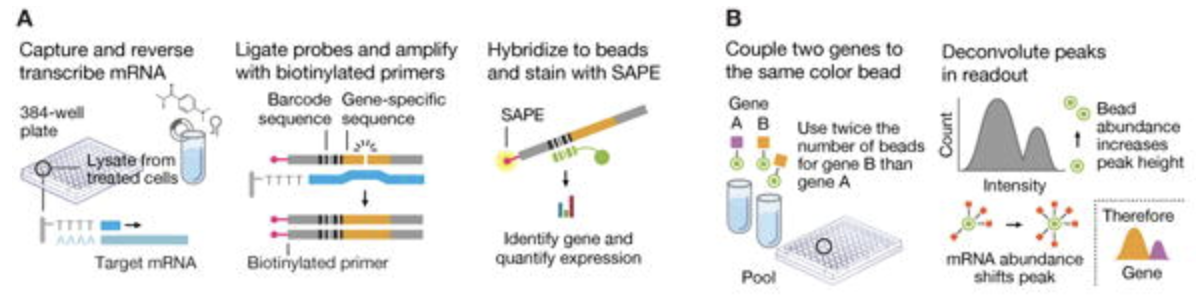 A
Capture and reverse
transcribe mRNA
384-well
plate
Lysate from
treated cells
Target mRNA
Ligate probes and amplify
with biotinylated primers
Barcode
sequence
Gene-specific
sequence
Biotinylated primer
Hybridize to beads
and stain with SAPE
SAPE
Identify gene and
quantify expression
B
Couple two genes to
the same color bead
Gene
A B
Use twice the
number of beads
for gene B than
gene A
Pool
Deconvolute peaks
in readout
Count
Intensity
Bead
abundance
increases
peak height
mRNA abundance
shifts peak
Therefore
Gene